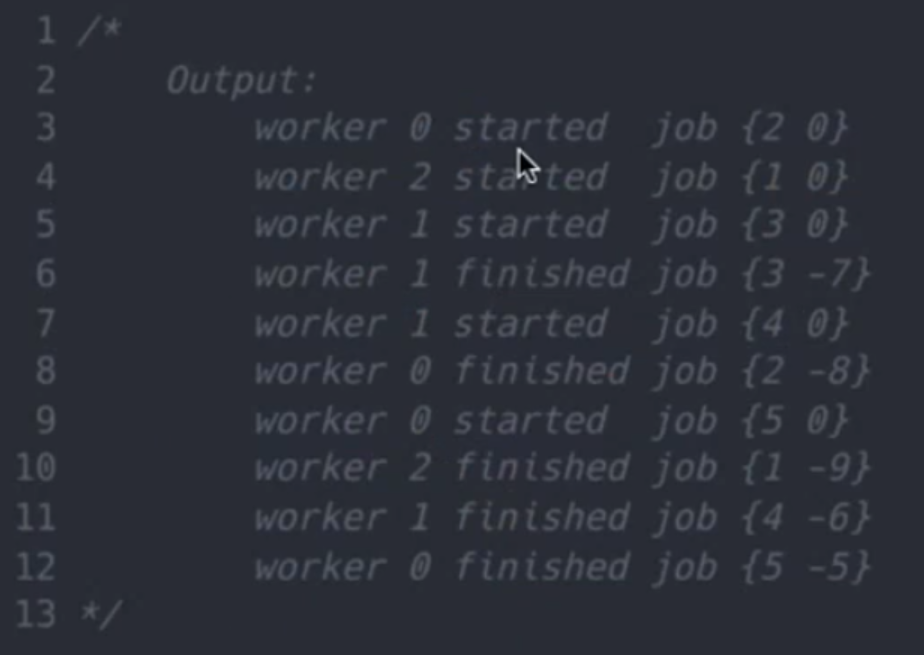 1 /*
2     Output:
3         worker 0 started  job {2 0}
4         worker 2 started  job {1 0}
5         worker 1 started  job {3 0}
6         worker 1 finished job {3 -7}
7         worker 1 started  job {4 0}
8         worker 0 finished job {2 -8}
9         worker 0 started  job {5 0}
10         worker 2 finished job {1 -9}
11         worker 1 finished job {4 -6}
12         worker 0 finished job {5 -5}
13 */